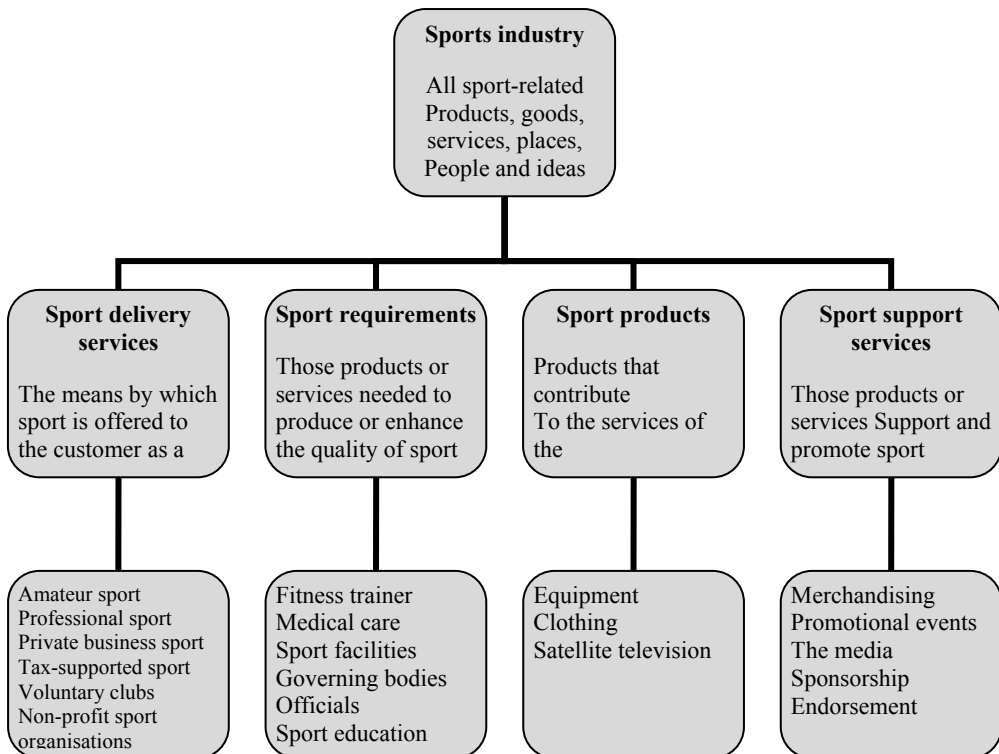 Sports industry
All sport-related
Products, goods,
services, places,
People and ideas
Sport delivery
services
The means by which
sport is offered to
the customer as a
Sport requirements
Those products or
services needed to
produce or enhance
the quality of sport
Sport products
Products that
contribute
To the services of
the
Sport support
services
Those products or
services Support and
promote sport
Amateur sport
Professional sport
Private business sport
Tax-supported sport
Voluntary clubs
Non-profit sport
organisations
Fitness trainer
Medical care
Sport facilities
Governing bodies
Officials
Sport education
Equipment
Clothing
Satellite television
Merchandising
Promotional events
The media
Sponsorship
Endorsement